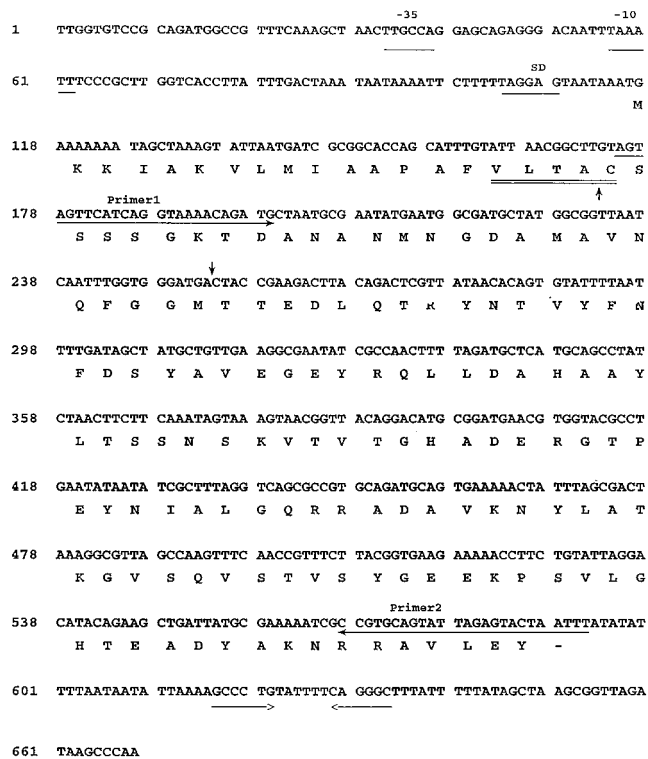 -35 -10
1 TTGGTGTCCG CAGATGGCCG TTTCAAAGCT AACTTGCCAG GAGCAGAGGG ACAATTTAAA
SD
61 TTTCCCGCTT GGTCACCTTA TTTGACTAAA TAATAAAATT CTTTTTAGGA GTAATAAATG
M
118 AAAAAAA TAGCTAAAGT ATTAATGATC GCGGCACCAG CATTTGTATT AACGGCTTGTAGT
K K I A K V L M I A A P A F V L T A C S
Primer1
178 AGTTCATCAG GTAAAACAGA TGCTAATGCG AATATGAATG GCGATGCTAT GGCGGTTAAT
S S S G K T D A N A N M N G D A M A V N
238 CAATTTGGTG GGATGACTAC CGAAGACTTA CAGACTCGTT ATAACACAGT GTATTTTAAT
Q F G G M T T E D L Q T R Y N T V Y F N
298 TTTGATAGCT ATGCTGTTGA AGGCGAATAT CGCCAACTTT TAGATGCTCA TGCAGCCTAT
F D S Y A V E G E Y R Q L L D A H A A Y
358 CTAACTTCTT CAAATAGTAA AGTAACGGTT ACAGGACATG CGGATGAACG TGGTACGCCT
L T S S N S K V T V T G H A D E R G T P
418 GAATATAATA TCGCTTTAGG TCAGCGCCGT GCAGATGCAG TGAAAAACTA TTTAGCGACT
E Y N I A L G Q R R A D A V K N Y L A T
478 AAAGGCGTTA GCCAAGTTTC AACCGTTTCT TACGGTGAAG AAAAACCTTC TGTATTAGGA
K G V S Q V S T V S Y G E E K P S V L G
Primer2
538 CATACAGAAG CTGATTATGC GAAAAATCGC CGTGCAGTAT TAGAGTACTA ATTTATATAT
H T E A D Y A K N R R A V L E Y -
601 TTTAATAATA TTAAAAGCCC TGTATTTTCA GGGCTTTATT TTTATAGCTA AGCGGTTAGA
661 TAAGCCCAA